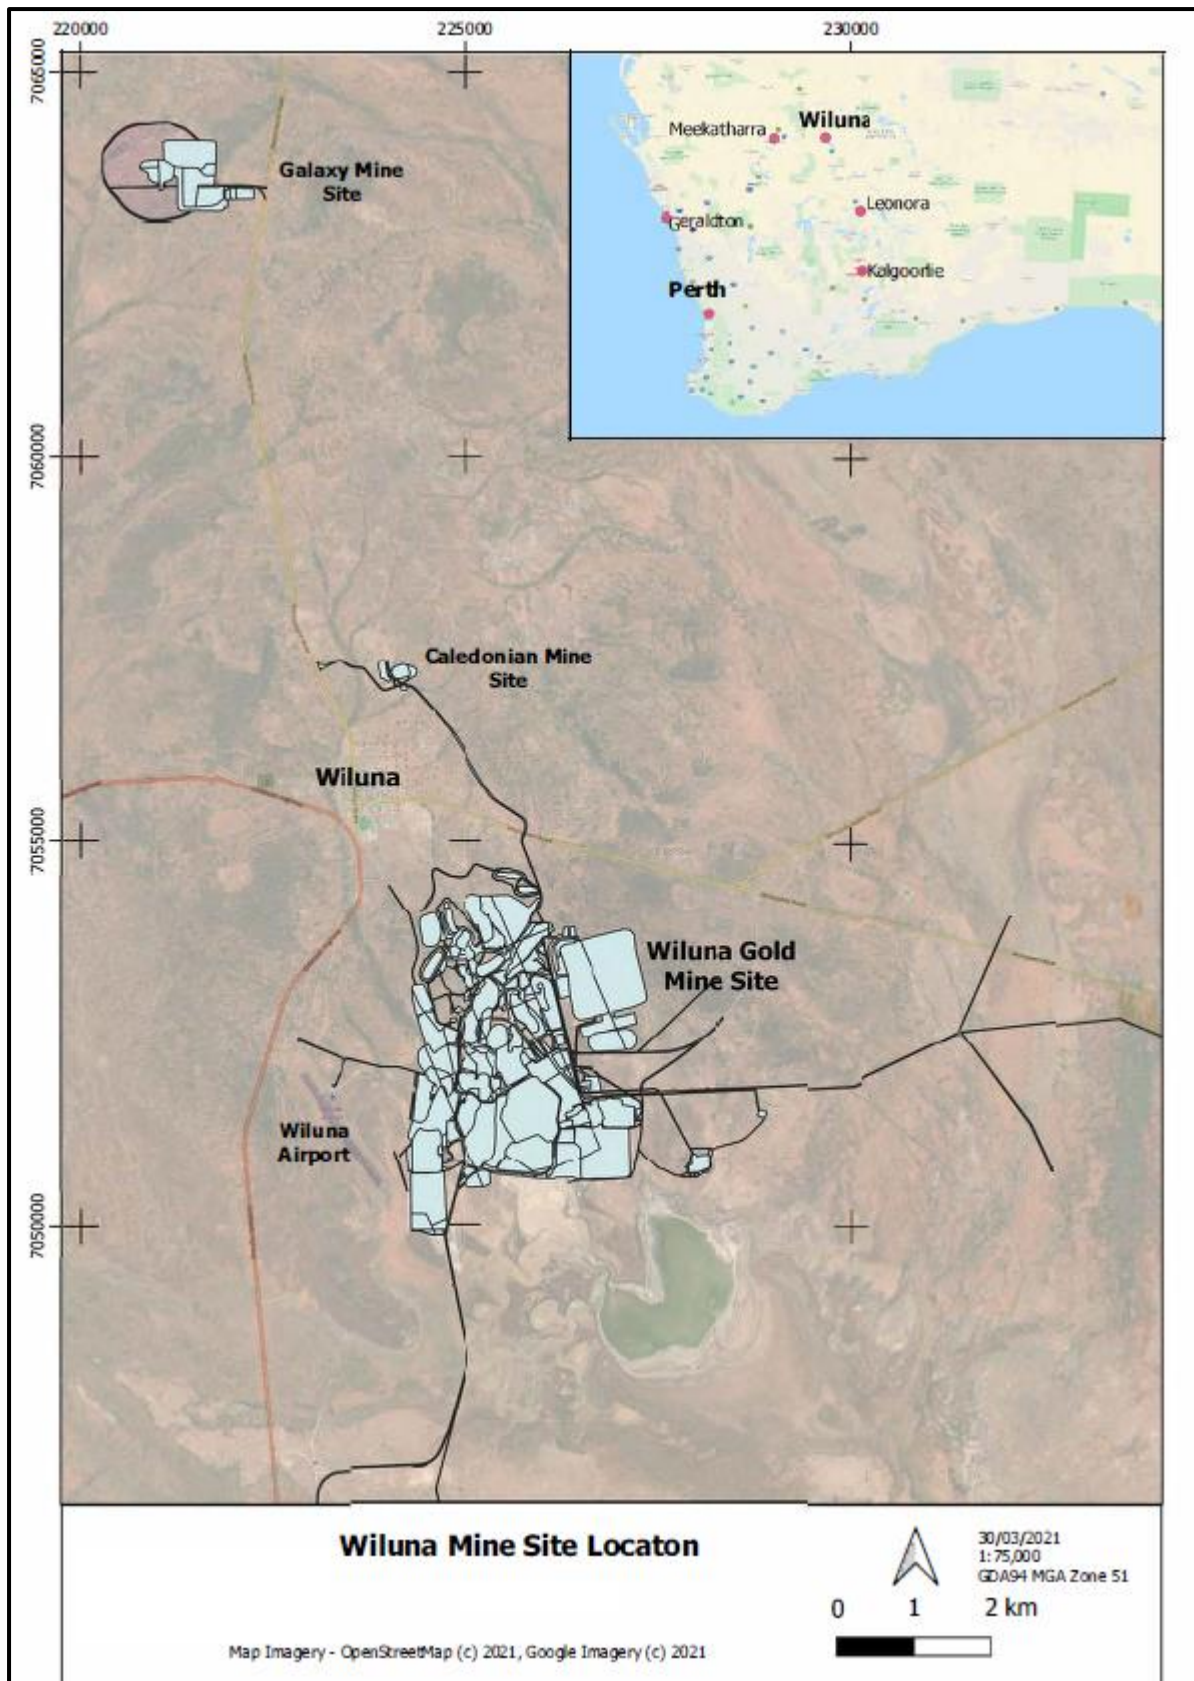 220000
225000
230000
7065000
Meekatharra
Wiluna
Galaxy Mine
Site
Leonora
Geraldton
Kalgoorlie
Perth
7060000
Caledonian Mine
Site
Wiluna
7055000
Wiluna Gold
Mine Site
Wiluna
Airport
7050000
Wiluna Mine Site Locaton
30/03/2021
1:75,000
GDA94 MGA Zone 51
0 1 2 km
Map Imagery - OpenStreetMap (c) 2021, Google Imagery (c) 2021